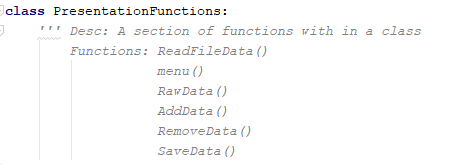 class PresentationFunctions:
''' Desc: A section of functions with in a class
Functions: ReadFileData()
menu()
RawData()
AddData()
RemoveData()
SaveData()